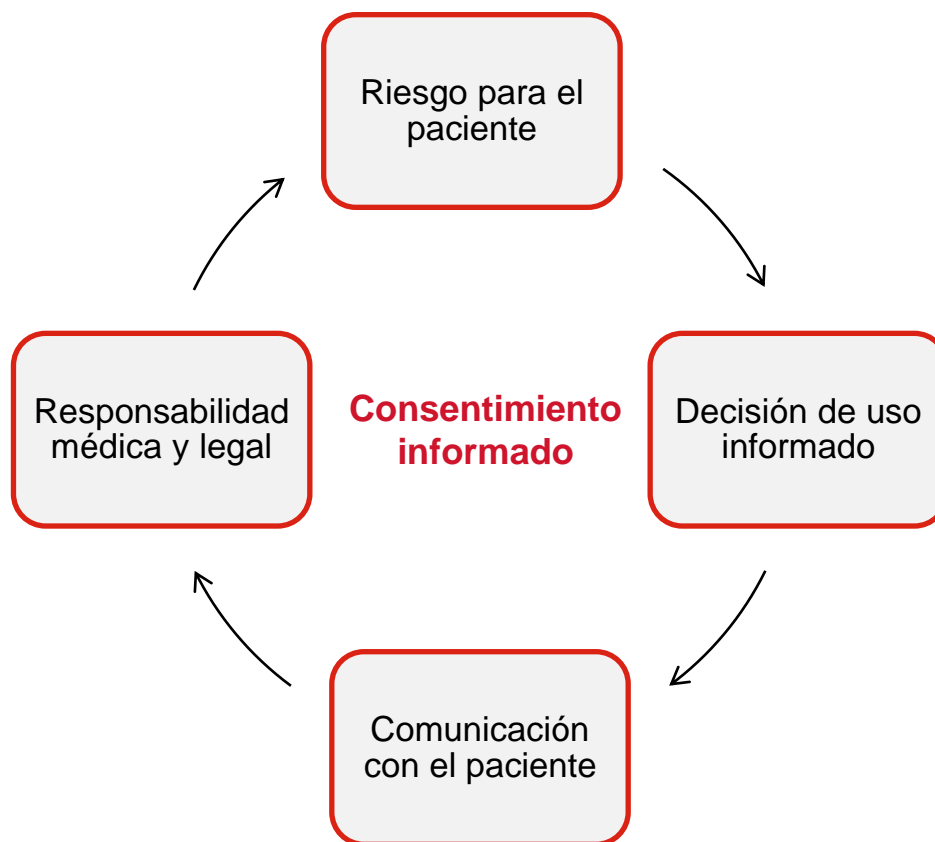 Riesgo para el
paciente
Responsabilidad
médica y legal
Consentimiento
informado
Decisión de uso
informado
Comunicación
con el paciente